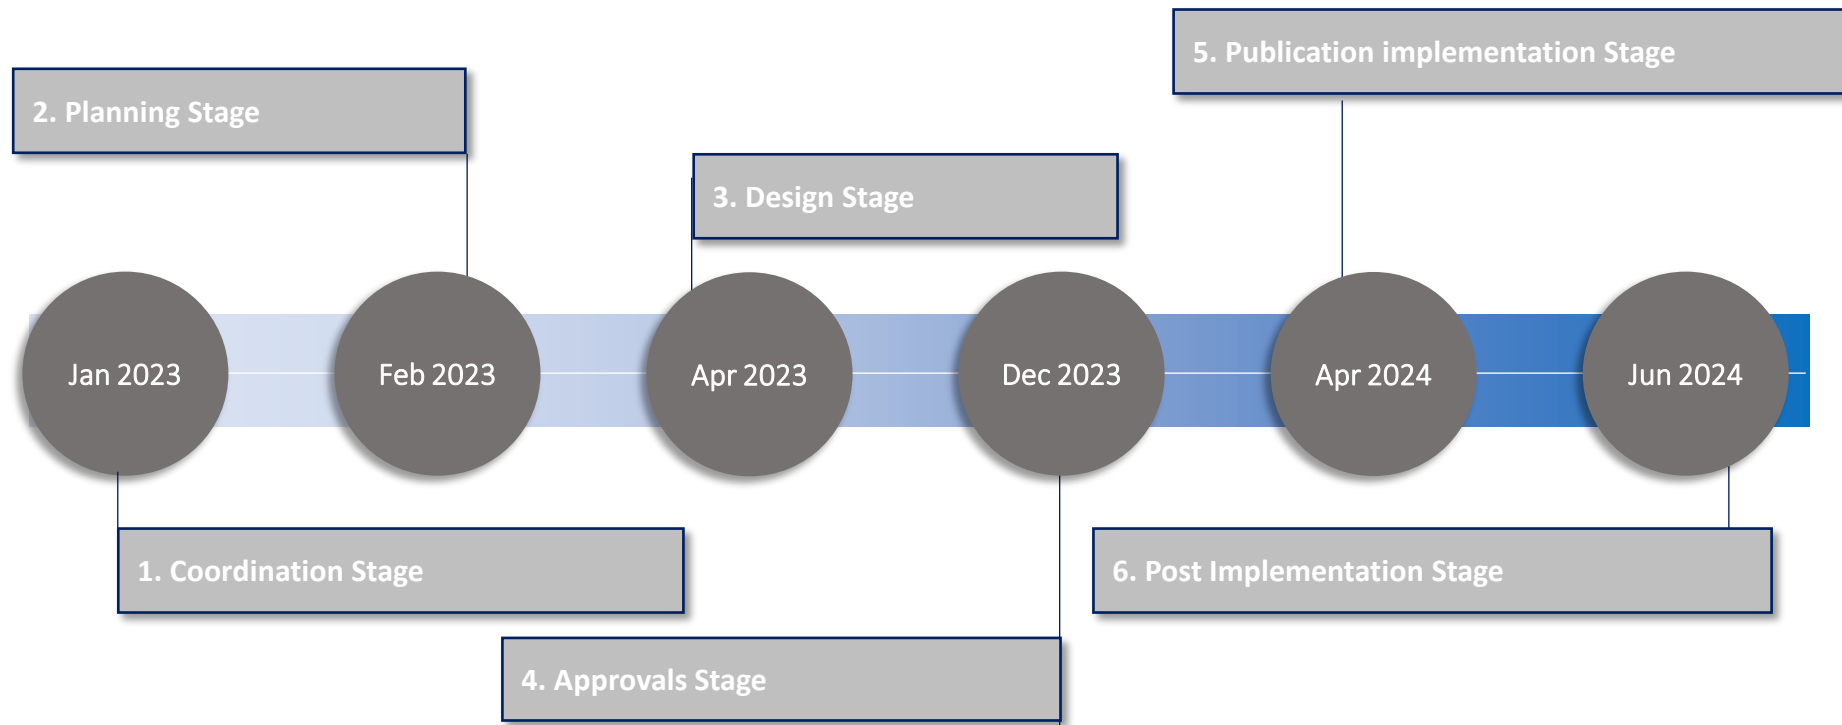 5. Publication implementation Stage
2. Planning Stage
3. Design Stage
Jan 2023
Feb 2023
Apr 2023
Dec 2023
Apr 2024
Jun 2024
1. Coordination Stage
6. Post Implementation Stage
4. Approvals Stage